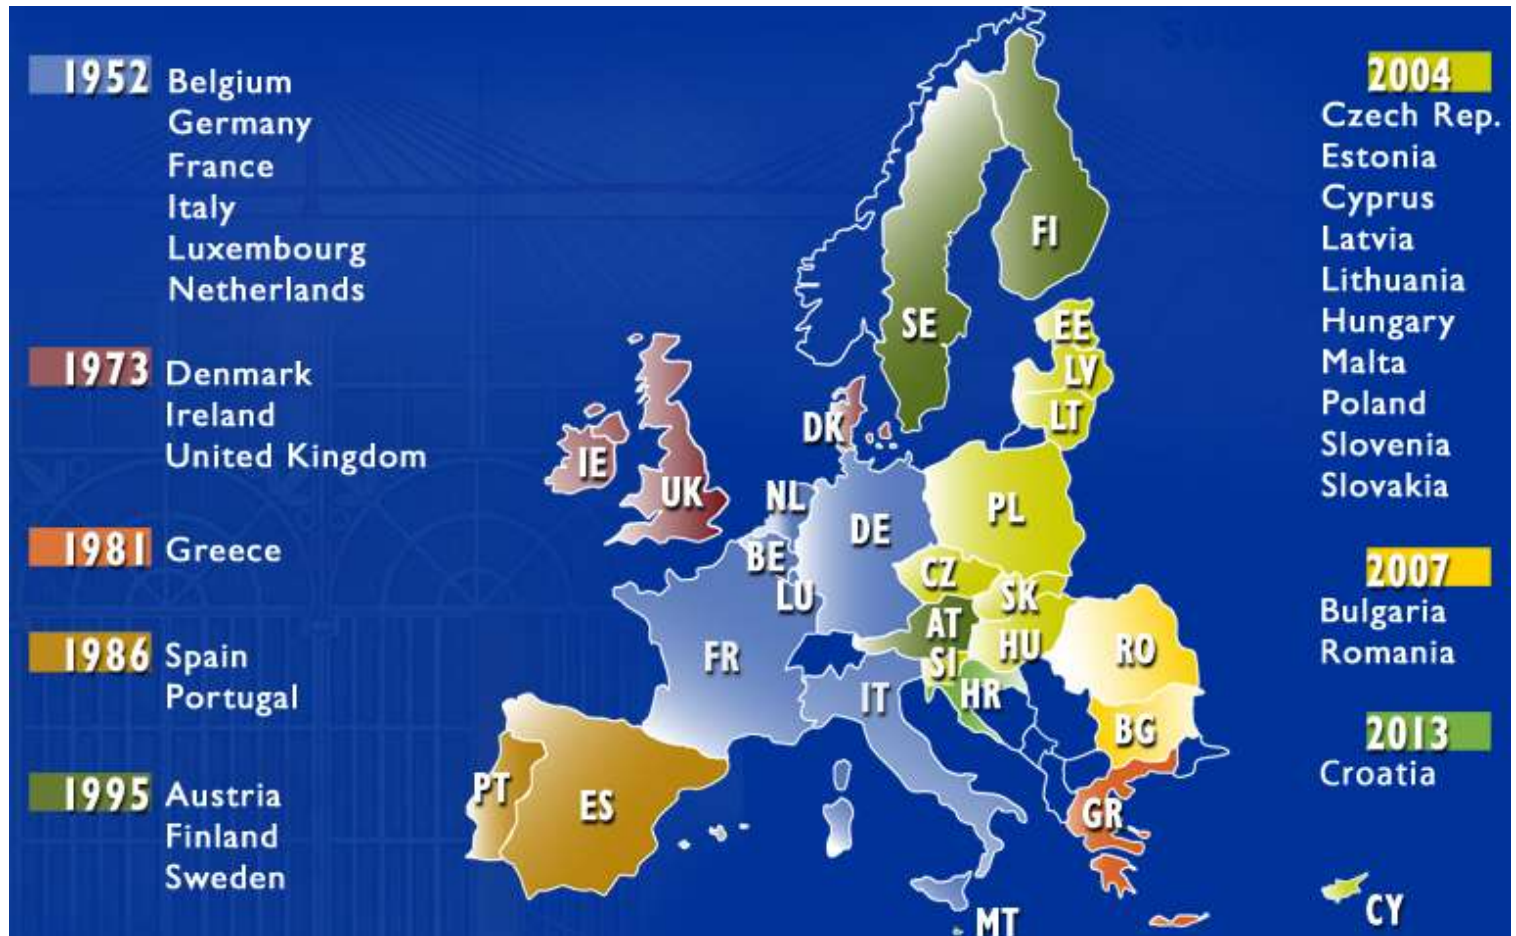 1952 Belgium
Germany
France
Italy
Luxembourg
Netherlands
1973 Denmark
Ireland
United Kingdom
1981 Greece
1986 Spain
Portugal
1995 Austria
Finland
Sweden
FI
SE
EE
LV
LT
DK
IE
UK
NL
DE
PL
BE
CZ
LU
SK
AT
HU
FR
SI
RO
IT
HR
BG
PT
ES
GR
MT
CY
2004
Czech Rep.
Estonia
Cyprus
Latvia
Lithuania
Hungary
Malta
Poland
Slovenia
Slovakia
2007
Bulgaria
Romania
2013
Croatia